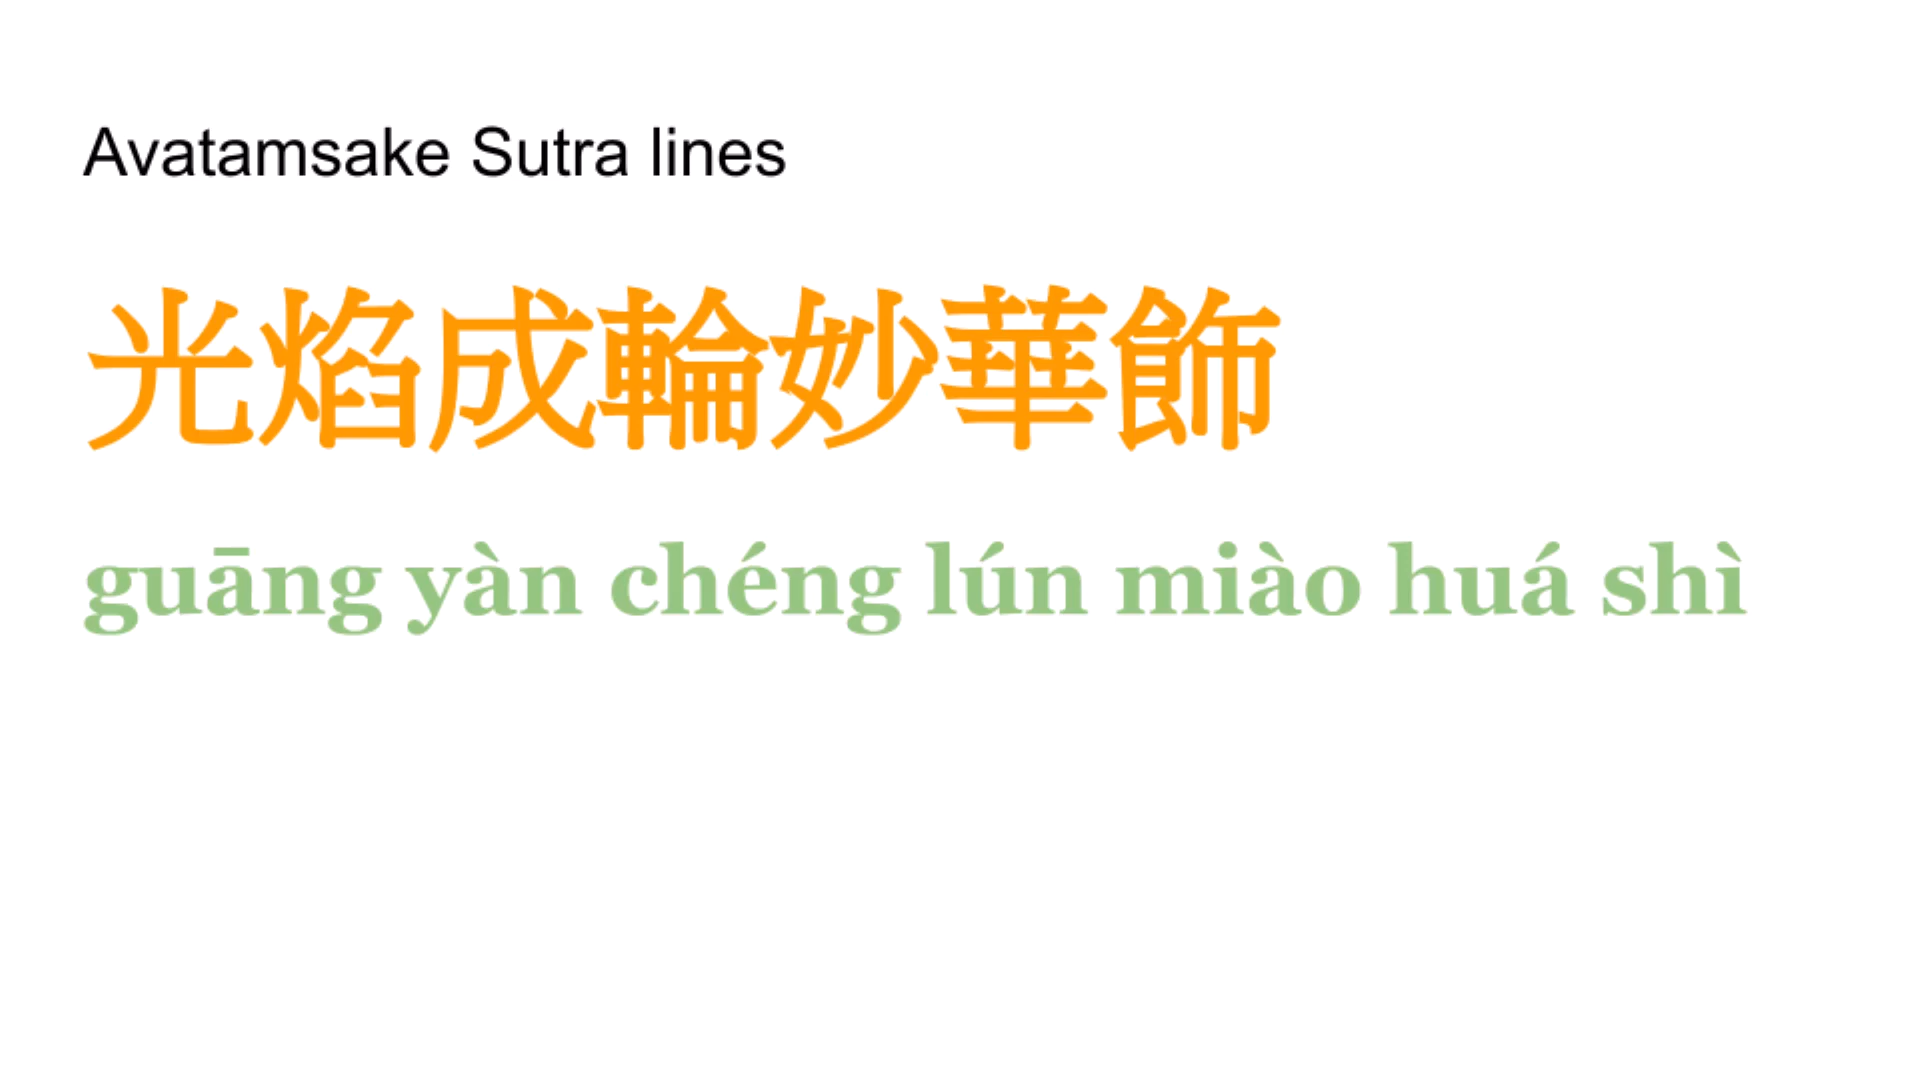 Avatamsake Sutra lines
光焰成輪妙華飾
guāng yàn chéng lún miào huá shì